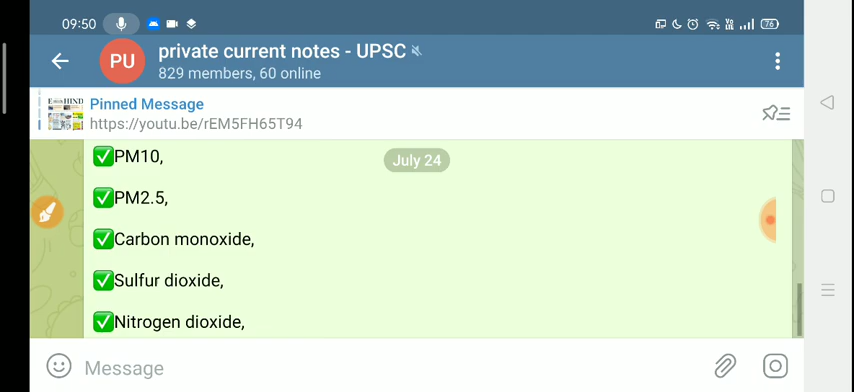 09:50
76
PU
private current notes - UPSC
829 members, 60 online
Pinned Message
https://youtu.be/rEM5FH65T94
July 24
✅PM10,
✅PM2.5,
✅Carbon monoxide,
✅Sulfur dioxide,
✅Nitrogen dioxide,
Message